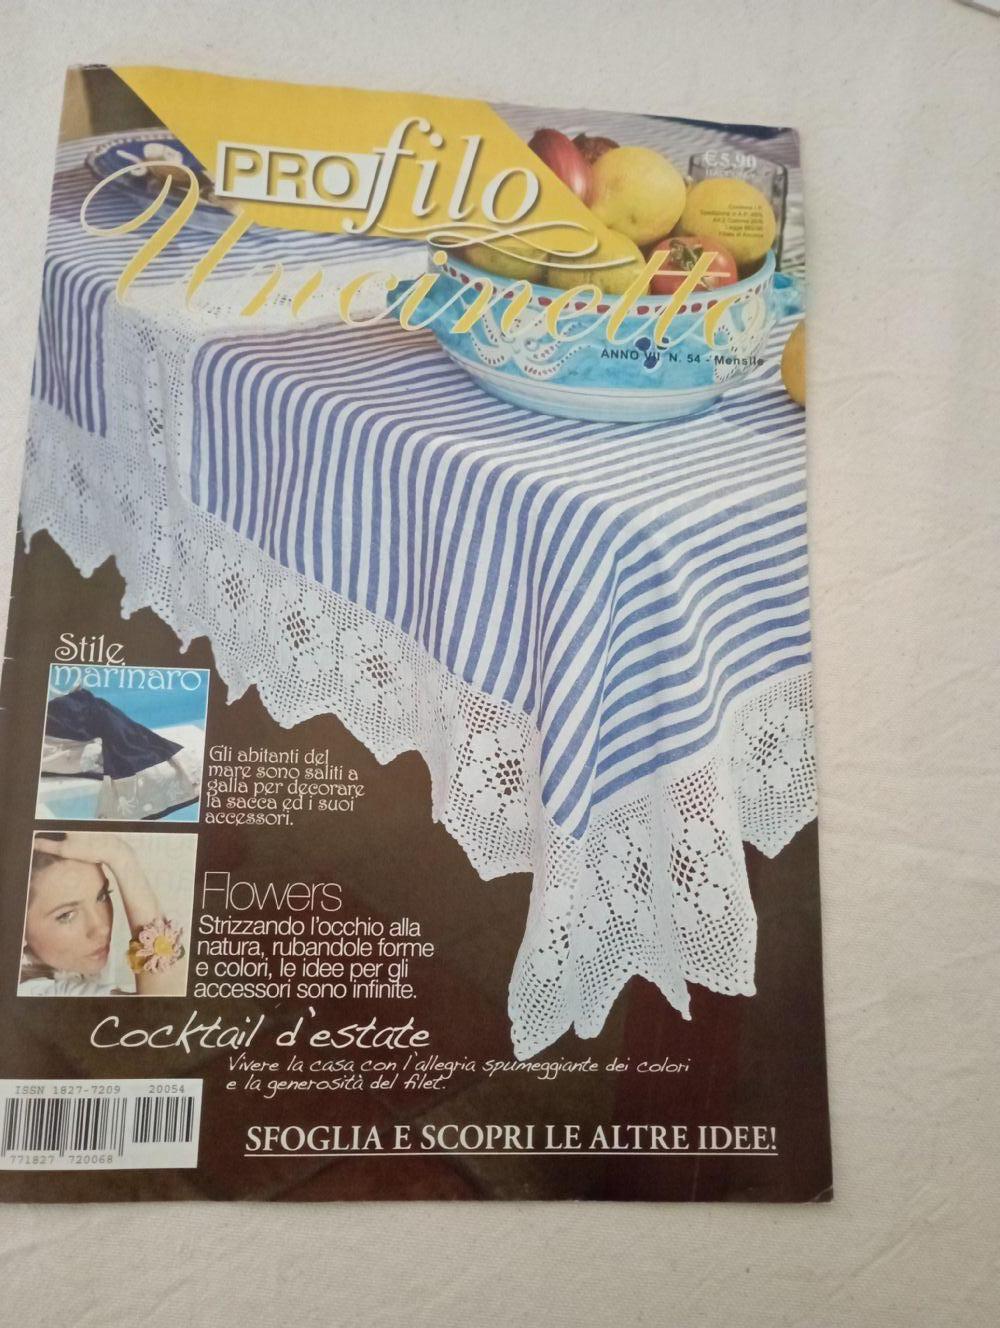 PROfilo
Uncinetto
€ 5,90
ANNO VII N. 54 - Mensile
Stile
marinaro
Gli abitanti del
mare sono saliti a
galla per decorare
la sacca ed i suoi
accessori.
Flowers
Strizzando l'occhio alla
natura, rubandole forme
e colori, le idee per gli
accessori sono infinite.
Cocktail d'estate
Vivere la casa con l'allegria spumeggiante dei colori
e la generosità del filet.
ISSN 1827-7209 20054
771827 720068
SFOGLIA E SCOPRI LE ALTRE IDEE!